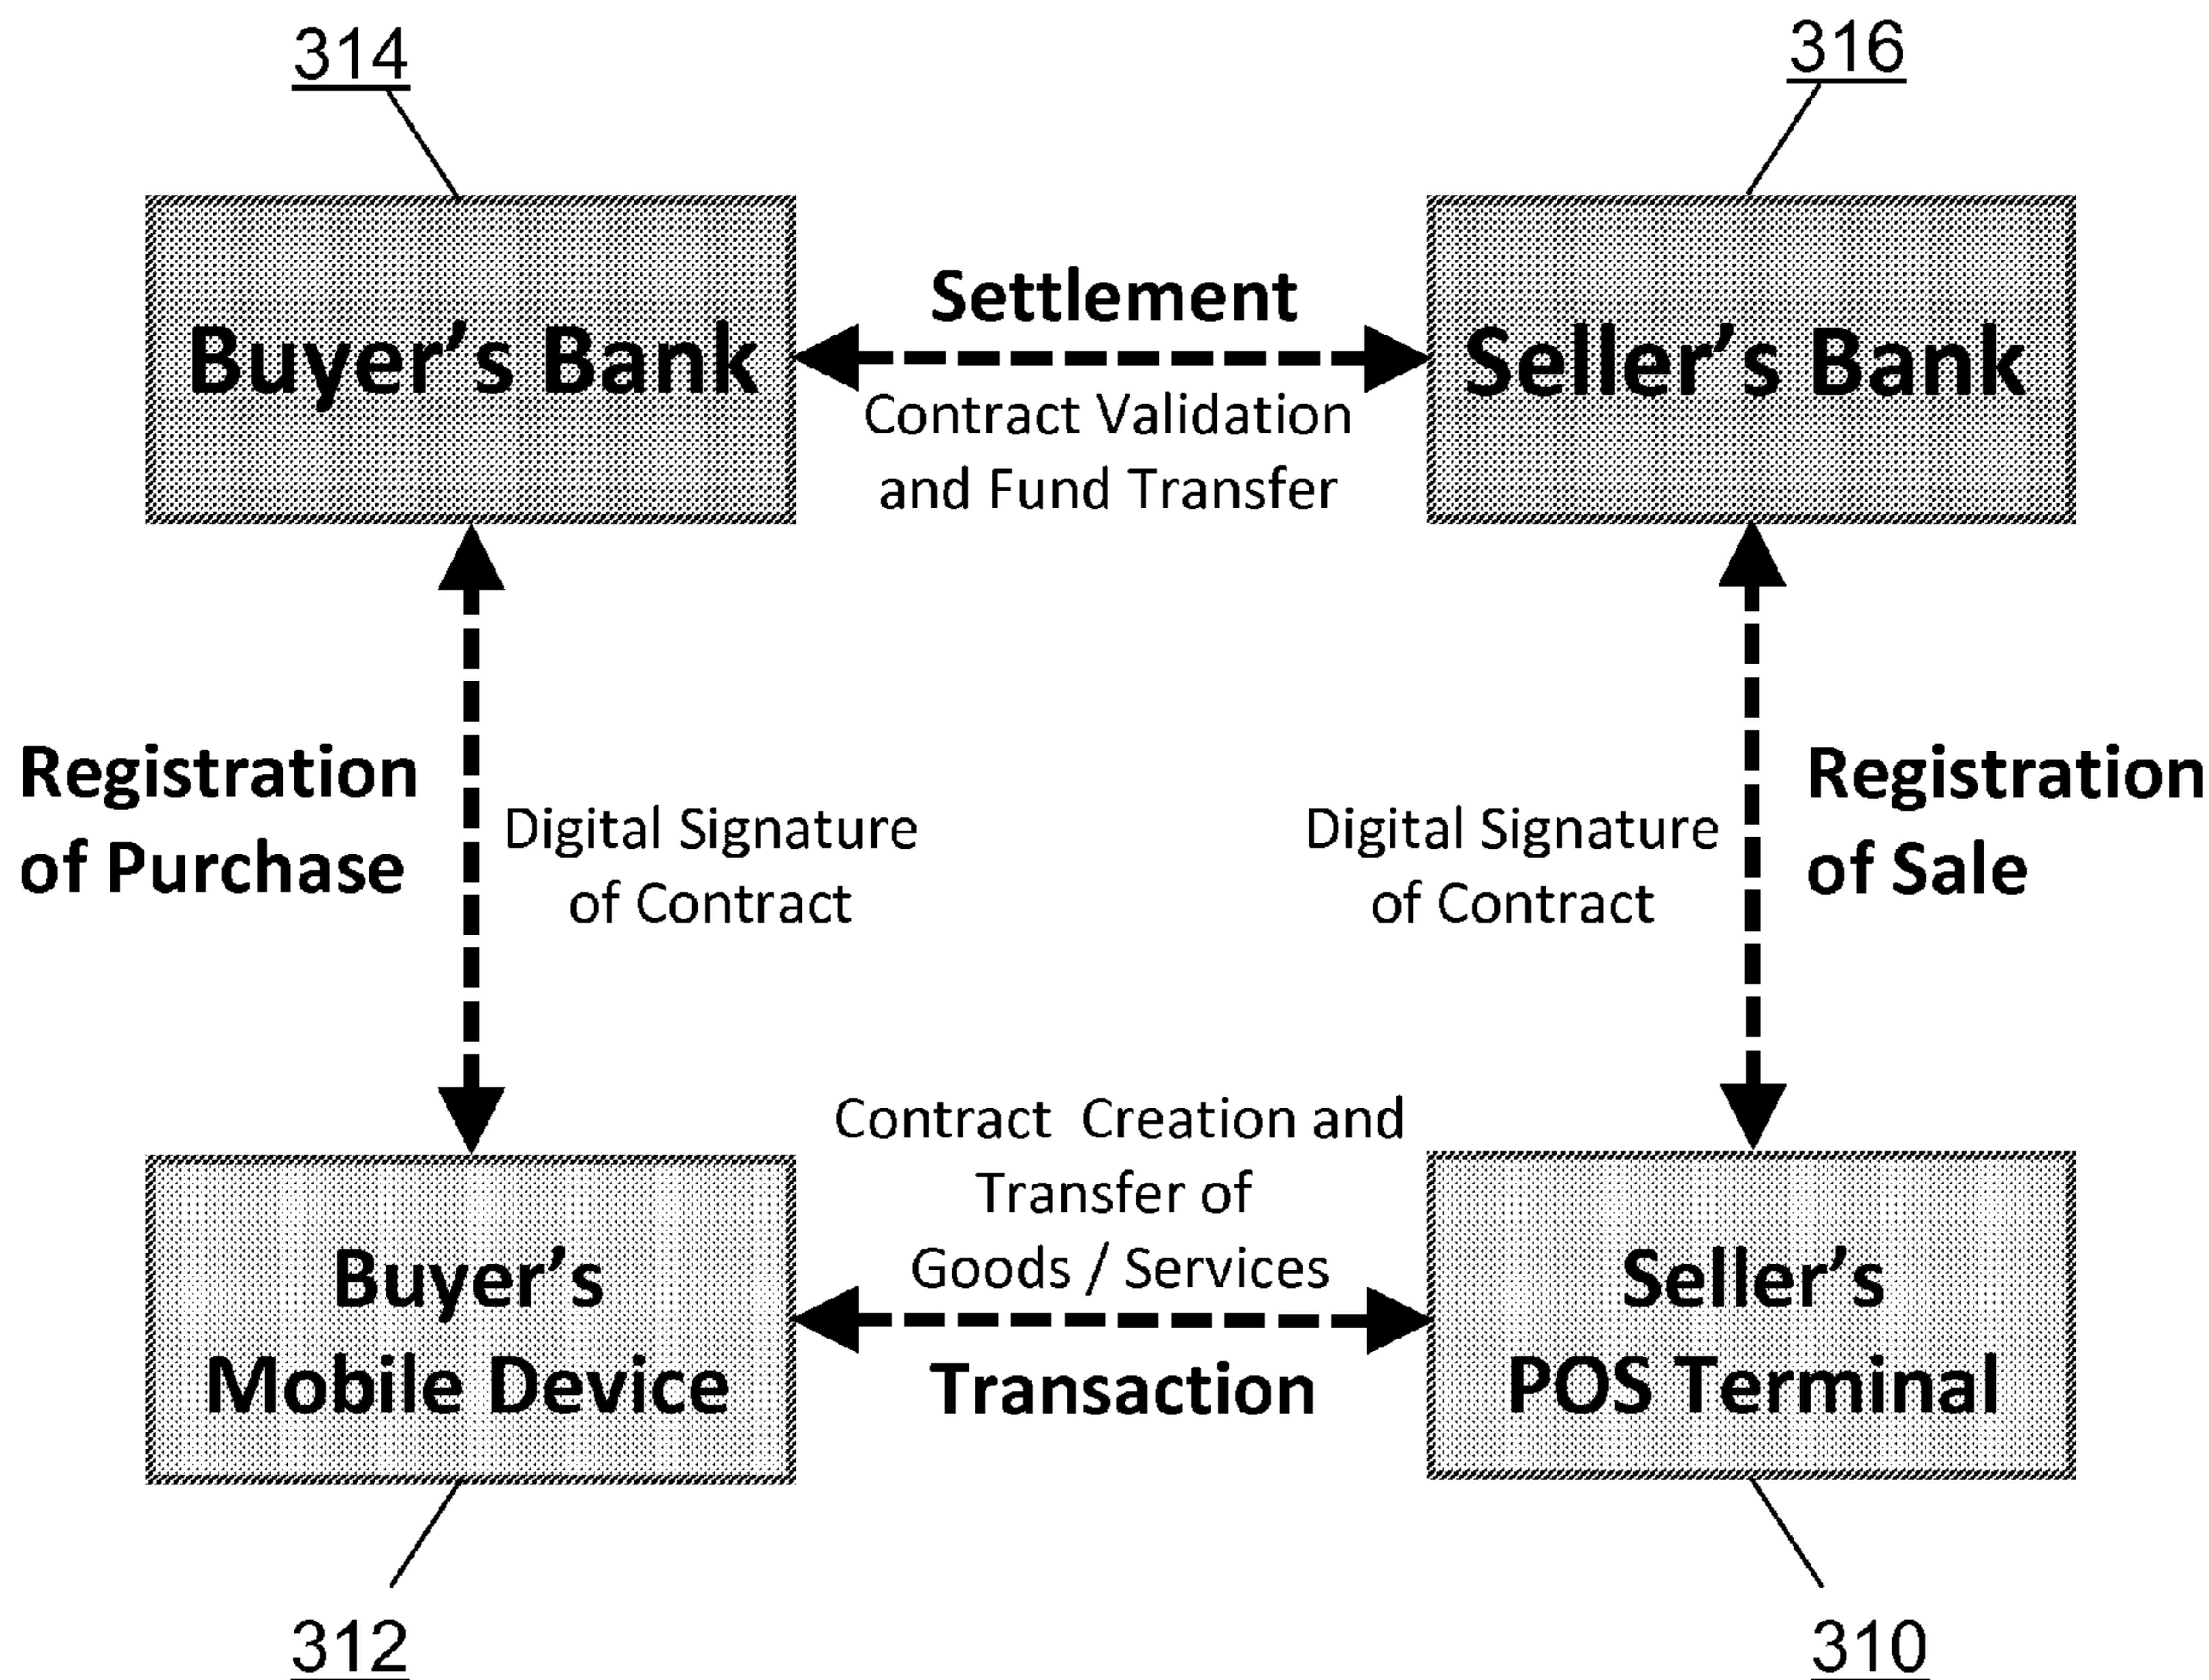 314
316
Buyer's Bank
Settlement
Contract Validation
and Fund Transfer
Seller's Bank
Registration
of Purchase
Digital Signature
of Contract
Digital Signature
of Contract
Registration
of Sale
Buyer's
Mobile Device
Contract Creation and
Transfer of
Goods / Services
Transaction
Seller's
POS Terminal
312
310